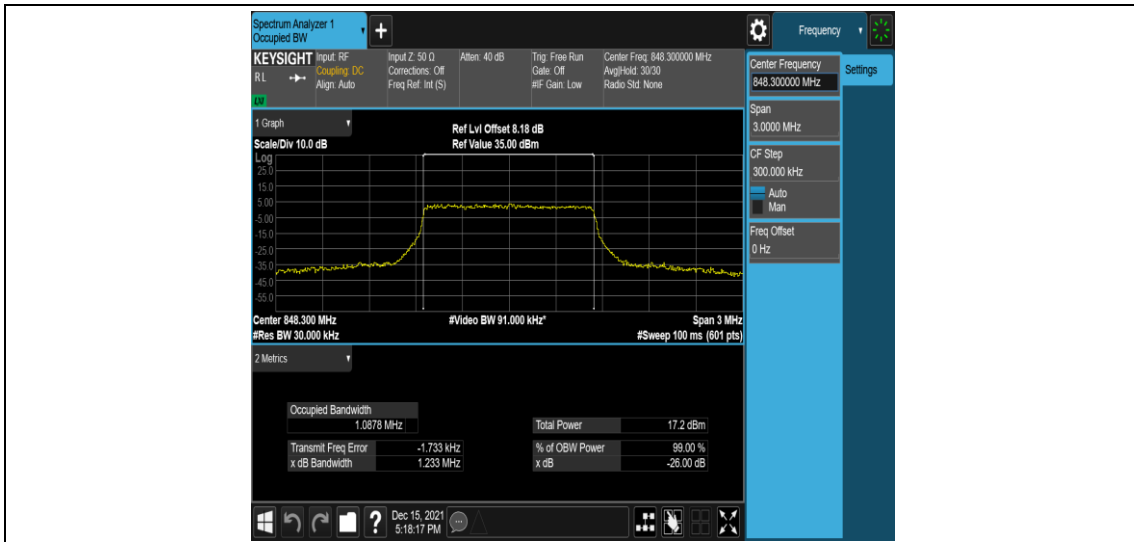 Spectrum Analyzer 1
Occupied BW
+
Frequency
KEYSIGHT
RL
LXI
Input: RF
Coupling: DC
Align: Auto
Input Z: 50 Ω
Corrections: Off
Freq Ref: Int (S)
Atten: 40 dB
Trig: Free Run
Gate: Off
#IF Gain: Low
Center Freq: 848.300000 MHz
Avg|Hold: 30/30
Radio Std: None
Center Frequency
848.300000 MHz
Settings
Span
3.0000 MHz
CF Step
300.000 kHz
Auto
Man
Freq Offset
0 Hz
1 Graph
Scale/Div 10.0 dB
Ref Lvl Offset 8.18 dB
Ref Value 35.00 dBm
Log
25.0
15.0
5.00
-5.00
-15.0
-25.0
-35.0
-45.0
-55.0
Center 848.300 MHz
#Video BW 91.000 kHz*
Span 3 MHz
#Res BW 30.000 kHz
#Sweep 100 ms (601 pts)
2 Metrics
Occupied Bandwidth
1.0878 MHz
Total Power 17.2 dBm
Transmit Freq Error -1.733 kHz
% of OBW Power 99.00 %
x dB Bandwidth 1.233 MHz
x dB -26.00 dB
?
Dec 15, 2021
5:18:17 PM